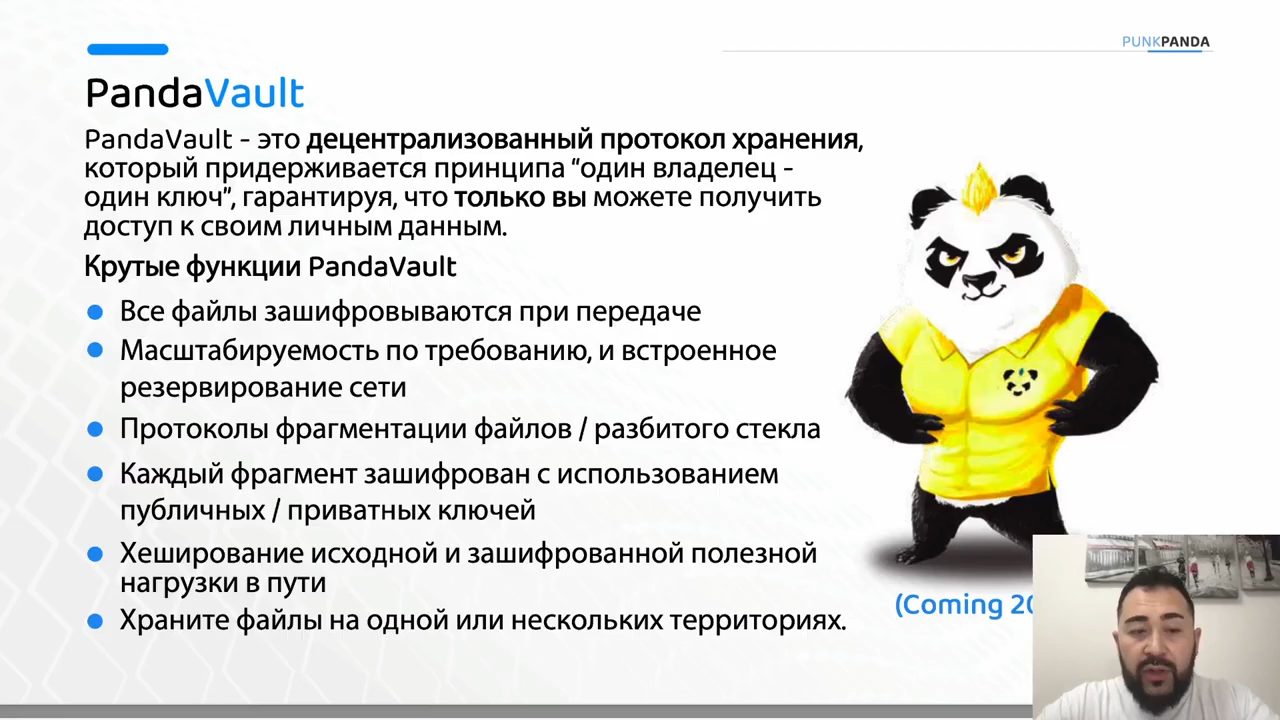 PUNKPANDA
PandaVault
PandaVault - это децентрализованный протокол хранения,
который придерживается принципа “один владелец -
один ключ”, гарантируя, что только вы можете получить
доступ к своим личным данным.
Крутые функции PandaVault
Все файлы зашифровываются при передаче
Масштабируемость по требованию, и встроенное
резервирование сети
Протоколы фрагментации файлов / разбитого стекла
Каждый фрагмент зашифрован с использованием
публичных / приватных ключей
Хеширование исходной и зашифрованной полезной
нагрузки в пути
Храните файлы на одной или нескольких территориях.
(Coming